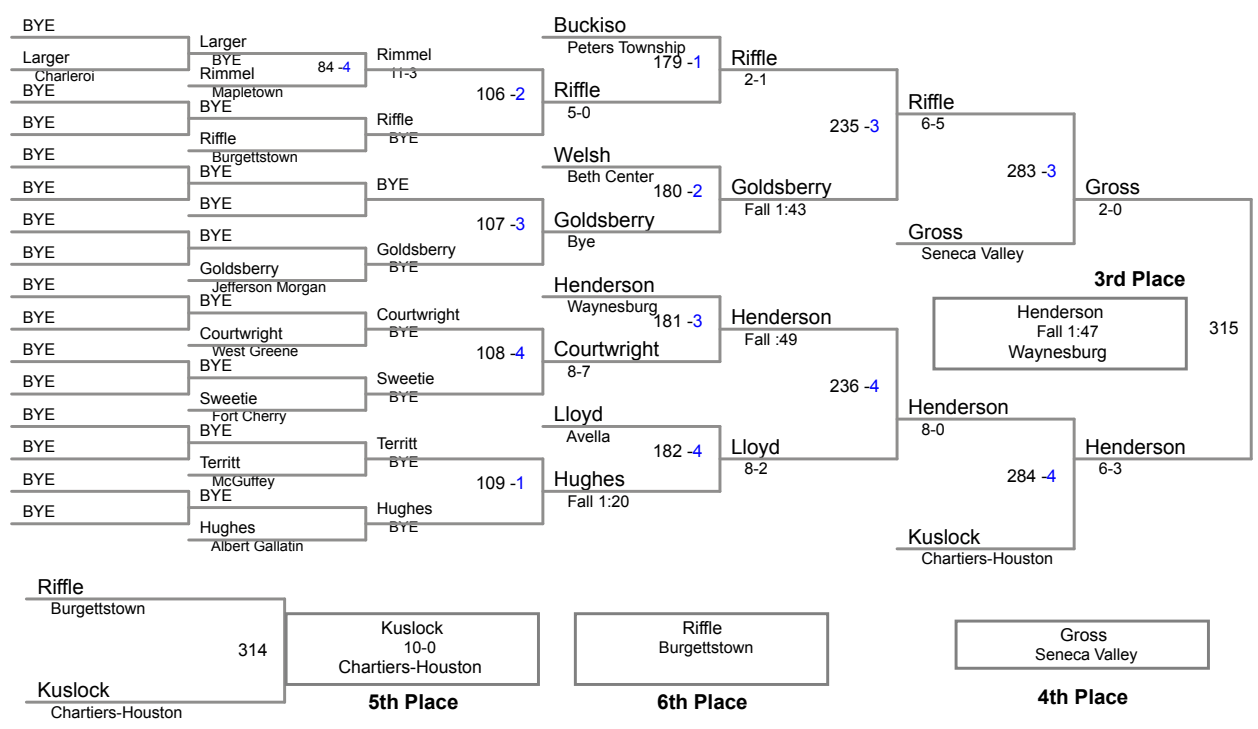 BYE
Larger
Charleroi
BYE
BYE
BYE
BYE
BYE
BYE
BYE
BYE
BYE
BYE
BYE
BYE
BYE
BYE
Larger
BYE
84 -4
Rimmel
Mapletown
BYE
Riffle
Burgettstown
BYE
BYE
BYE
Goldsberry
Jefferson Morgan
BYE
Courtwright
West Greene
BYE
Sweetie
Fort Cherry
BYE
Territt
McGuffey
BYE
Hughes
Albert Gallatin
Rimmel
11-3
106 -2
Riffle
BYE
BYE
107 -3
Goldsberry
BYE
Courtwright
BYE
108 -4
Sweetie
BYE
Territt
BYE
109 -1
Hughes
BYE
Buckiso
Peters Township
179 -1
Riffle
5-0
Welsh
Beth Center
180 -2
Goldsberry
Bye
Henderson
Waynesburg
181 -3
Courtwright
8-7
Lloyd
Avella
182 -4
Hughes
Fall 1:20
Riffle
2-1
235 -3
Goldsberry
Fall 1:43
Henderson
Fall :49
236 -4
Lloyd
8-2
Riffle
6-5
283 -3
Gross
Seneca Valley
Henderson
8-0
284 -4
Kuslock
Chartiers-Houston
Gross
2-0
3rd Place
Henderson
Fall 1:47
Waynesburg
315
Henderson
6-3
Riffle
Burgettstown
314
Kuslock
Chartiers-Houston
Kuslock
10-0
Chartiers-Houston
5th Place
Riffle
Burgettstown
6th Place
Gross
Seneca Valley
4th Place